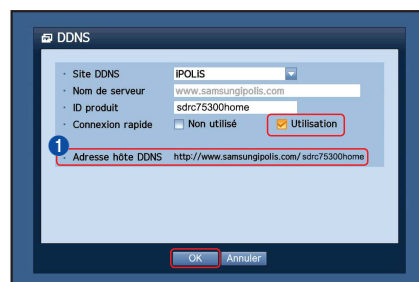 DDNS
Site DDNS iPOLiS
Nom de serveur www.samsungipolis.com
ID produit sdrc75300home
Connexion rapide Non utilisé Utilisation
1
Adresse hôte DDNS http://www.samsungipolis.com/sdrc75300home
OK Annuler